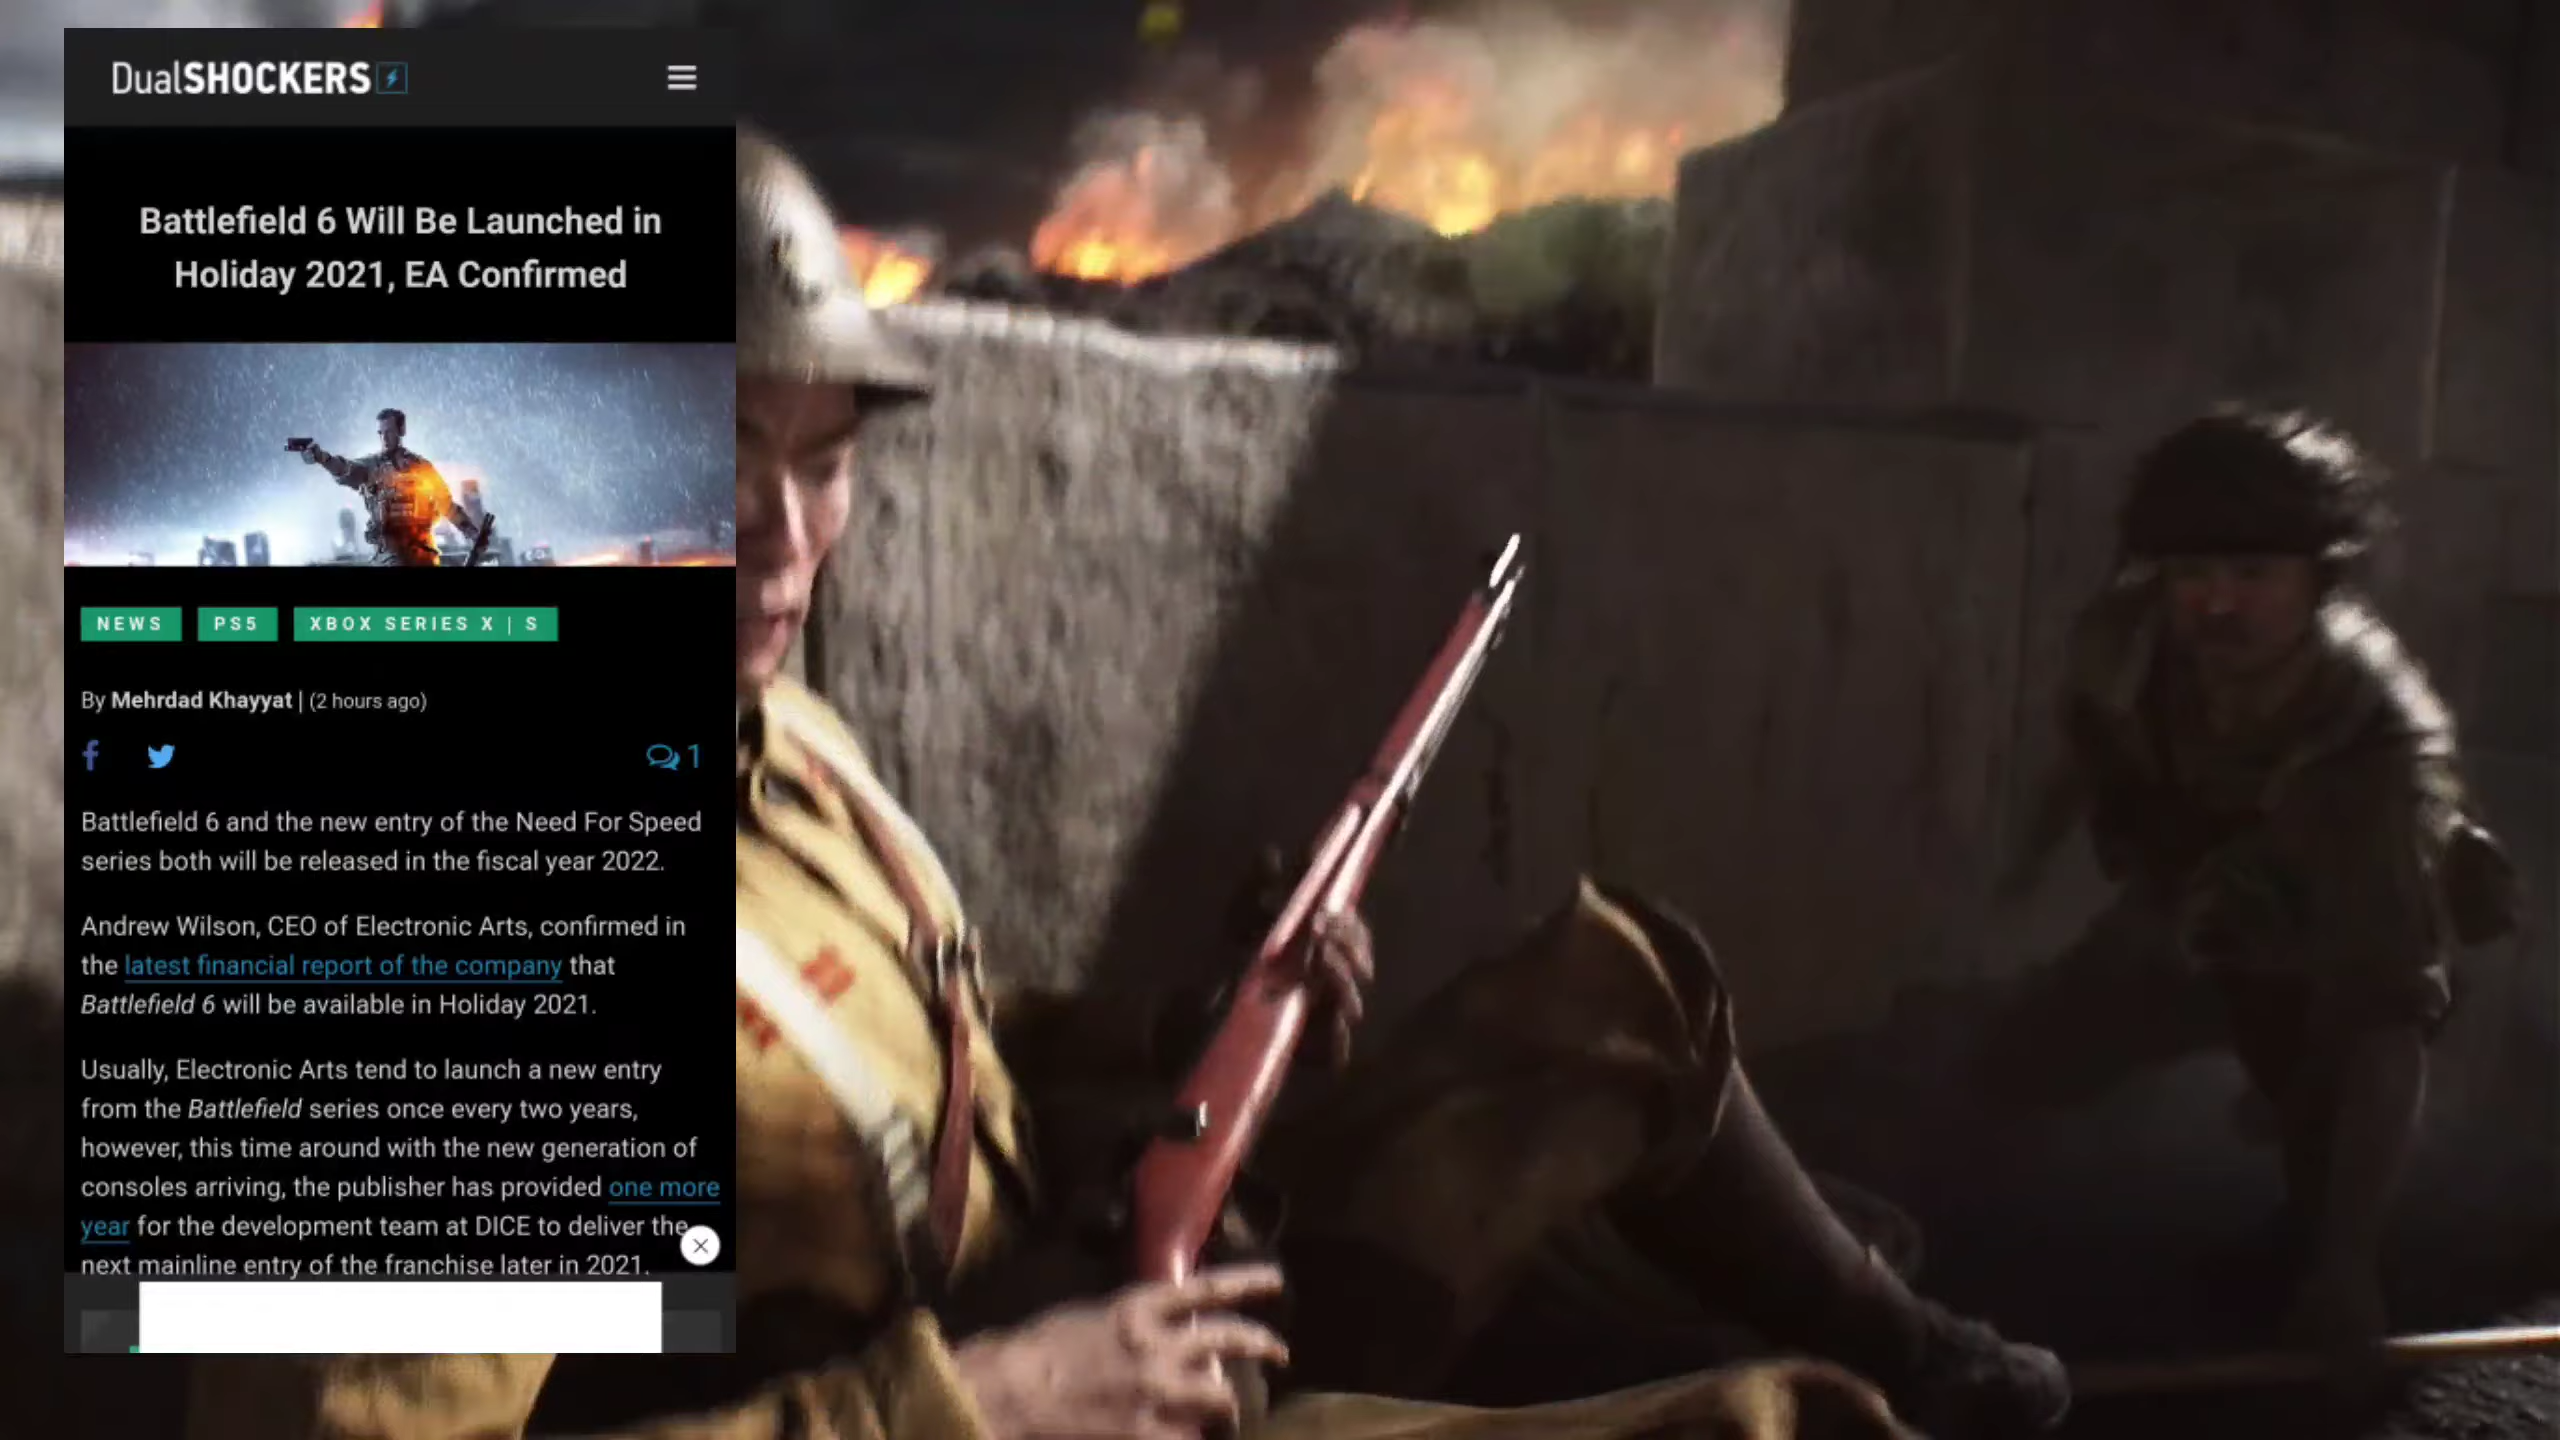 DualSHOCKERS
Battlefield 6 Will Be Launched in
Holiday 2021, EA Confirmed
NEWS PS5 XBOX SERIES X | S
By Mehrdad Khayyat | (2 hours ago)
1
Battlefield 6 and the new entry of the Need For Speed
series both will be released in the fiscal year 2022.
Andrew Wilson, CEO of Electronic Arts, confirmed in
the latest financial report of the company that
Battlefield 6 will be available in Holiday 2021.
Usually, Electronic Arts tend to launch a new entry
from the Battlefield series once every two years,
however, this time around with the new generation of
consoles arriving, the publisher has provided one more
year for the development team at DICE to deliver the
next mainline entry of the franchise later in 2021.